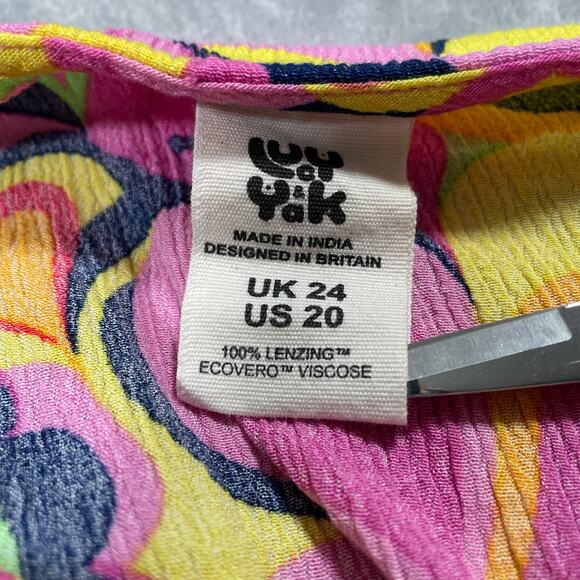 Lucy
& Yak
MADE IN INDIA
DESIGNED IN BRITAIN
UK 24
US 20
100% LENZING™
ECOVERO™ VISCOSE